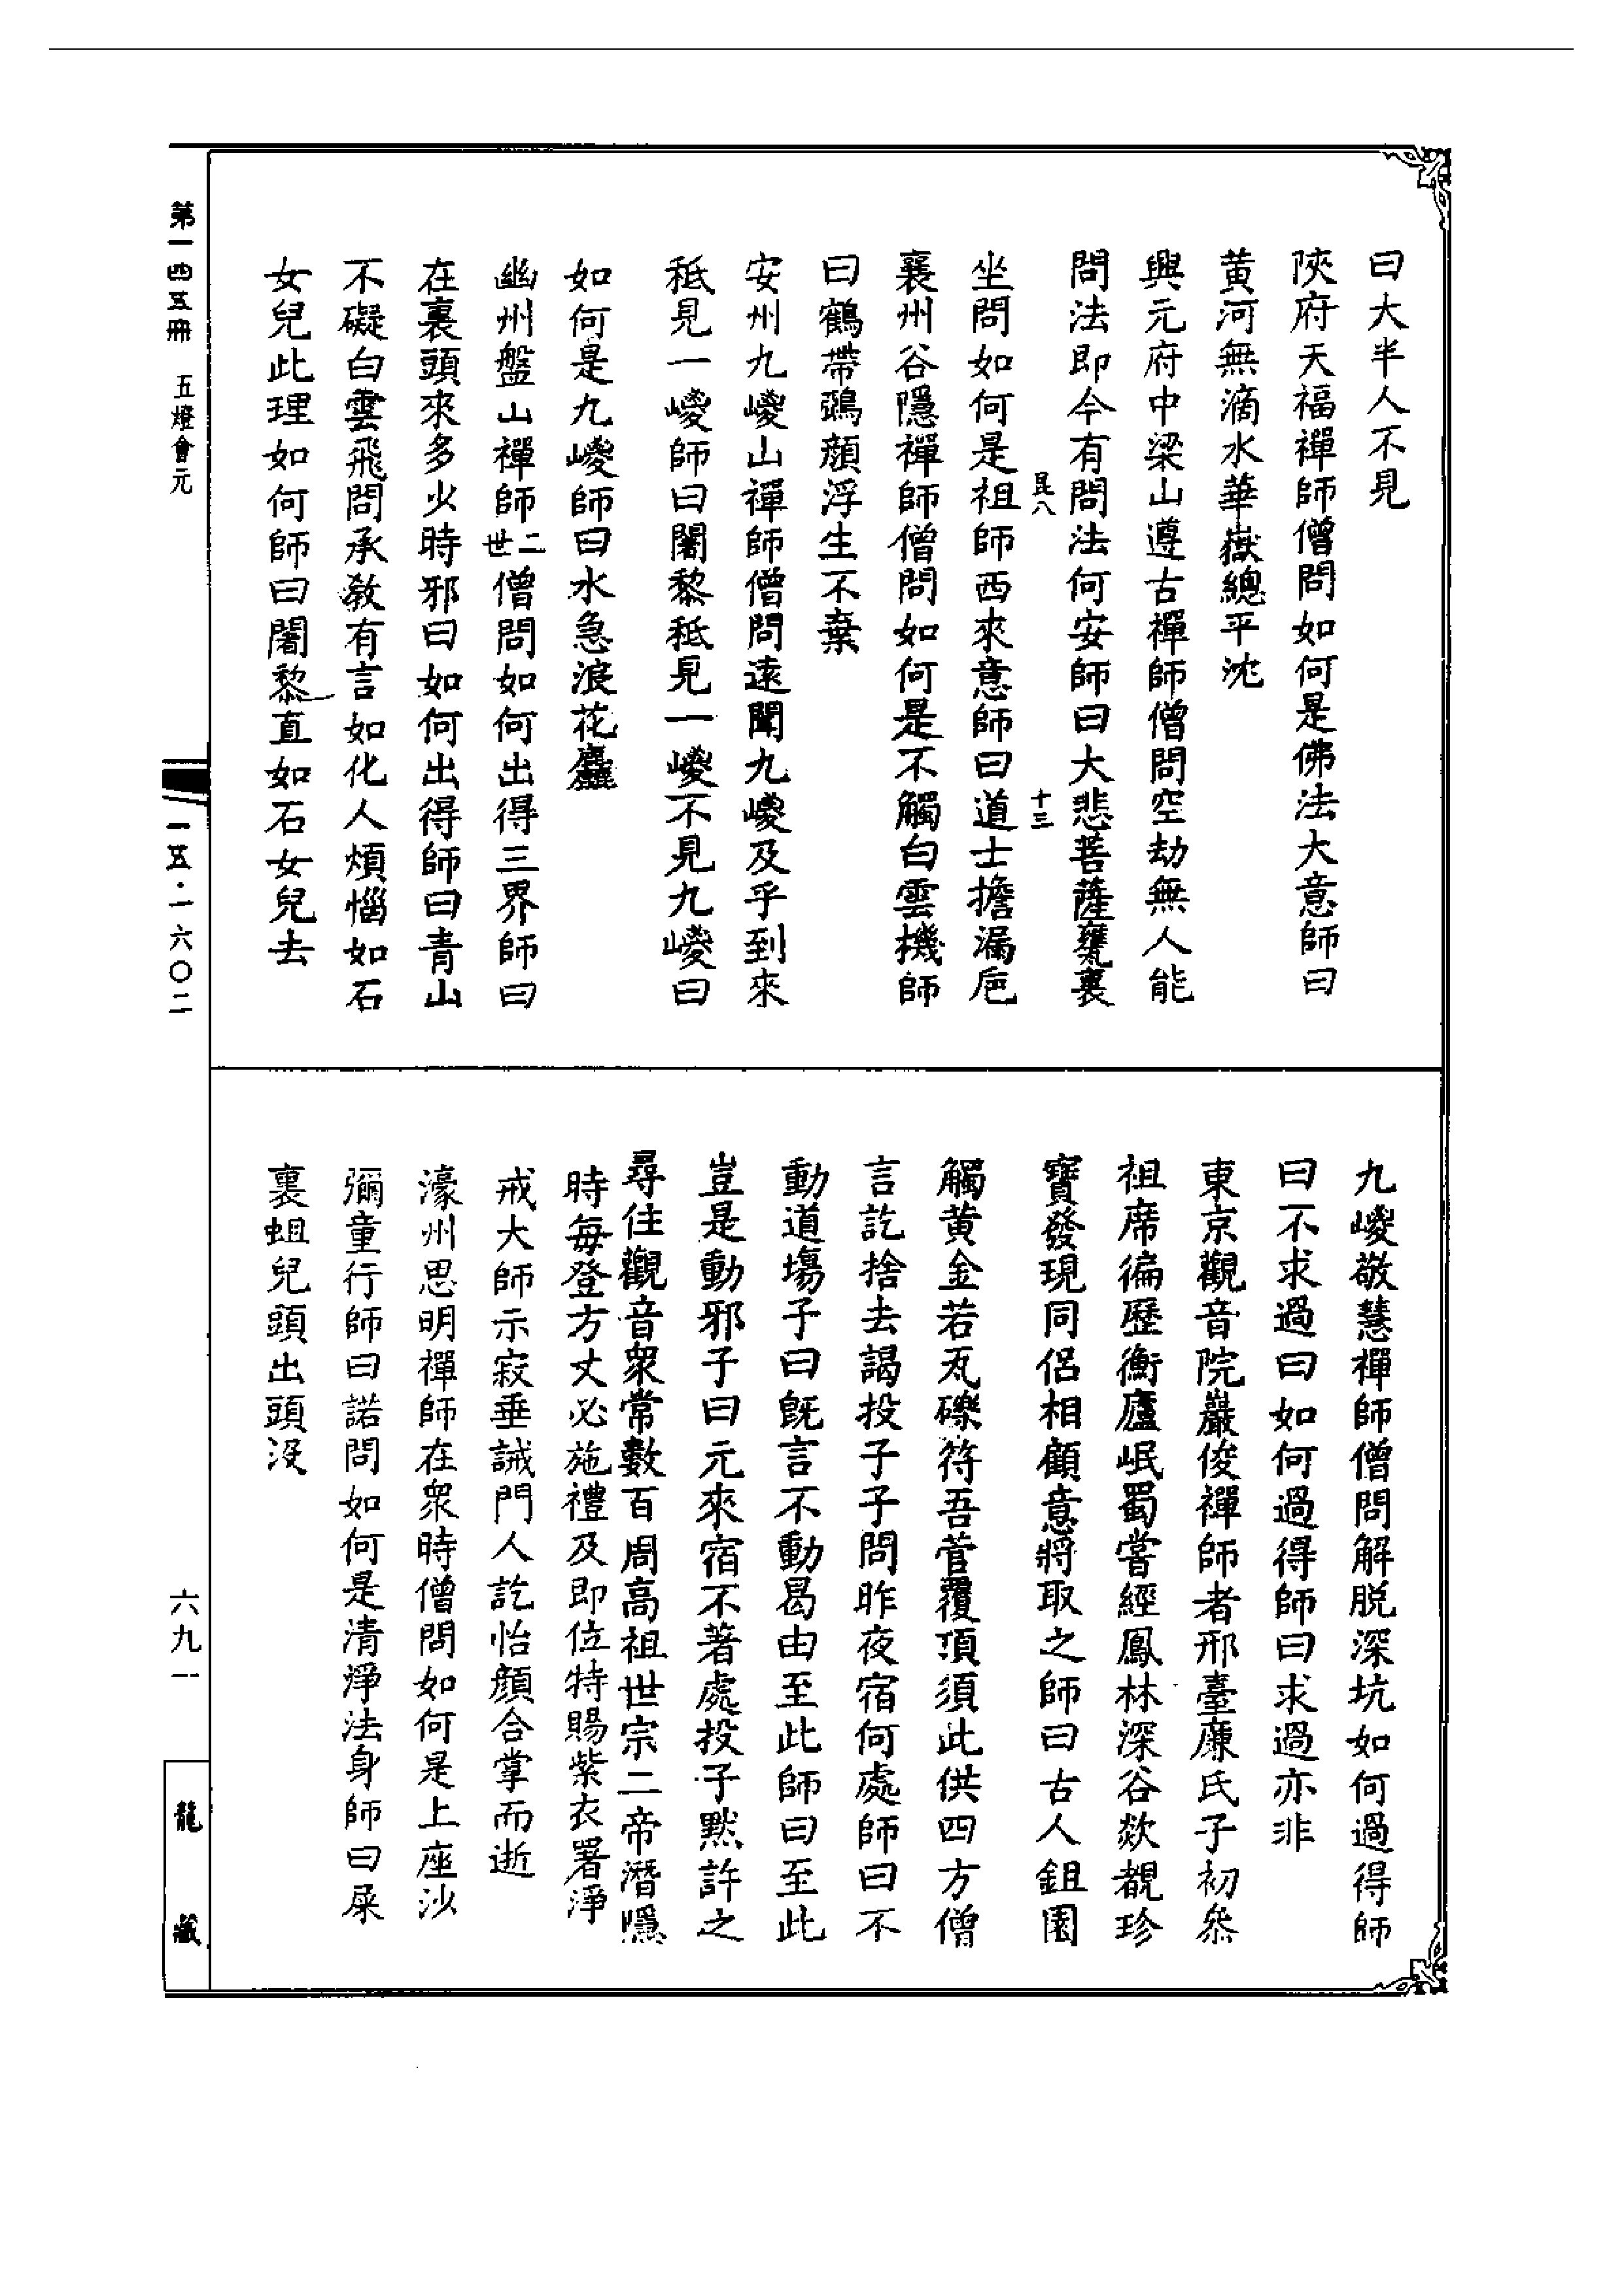 曰大半人不見
陝府天福禪師僧問如何是佛法大意師曰
黄河無滴水華嶽總平沈
興元府中梁山遵古禪師僧問空劫無人能
問法即今有問法何安師曰大悲菩薩甕裏
昆八
十三
坐問如何是祖師西來意師曰道士擔漏巵
襄州谷隱禪師僧問如何是不觸白雲機師
曰鶴帶鵶顔浮生不棄
安州九嵕山禪師僧問遠聞九嵕及乎到來
秪見一嵕師曰闍黎秪見一嵕不見九嵕曰
如何是九嵕師曰水急浪花麤
幽州盤山禪師二世僧問如何出得三界師曰
在裏頭來多少時邪曰如何出得師曰青山
不礙白雲飛問承教有言如化人煩惱如石
女兒此理如何師曰闍黎直如石女兒去
九嵕敬慧禪師僧問解脱深坑如何過得師
曰不求過曰如何過得師曰求過亦非
東京觀音院巖俊禪師者邢臺廉氏子初叅
祖席徧歷衡廬岷蜀嘗經鳳林深谷欻覩珍
寶發現同侣相顧意將取之師曰古人鉏園
觸黄金若瓦礫待吾菅覆頂須此供四方僧
言訖捨去謁投子子問昨夜宿何處師曰不
動道場子曰既言不動曷由至此師曰至此
豈是動邪子曰元來宿不著處投子黙許之
尋住觀音衆常數百周高祖世宗二帝潛隱
時每登方丈必施禮及即位特賜紫衣署淨
戒大師示寂垂誡門人訖怡顔合掌而逝
濠州思明禪師在衆時僧問如何是上座沙
彌童行師曰諾問如何是清淨法身師曰屎
裏蛆兒頭出頭沒
第一四五冊 五燈會元
一五·一六〇二
六九一
龍藏